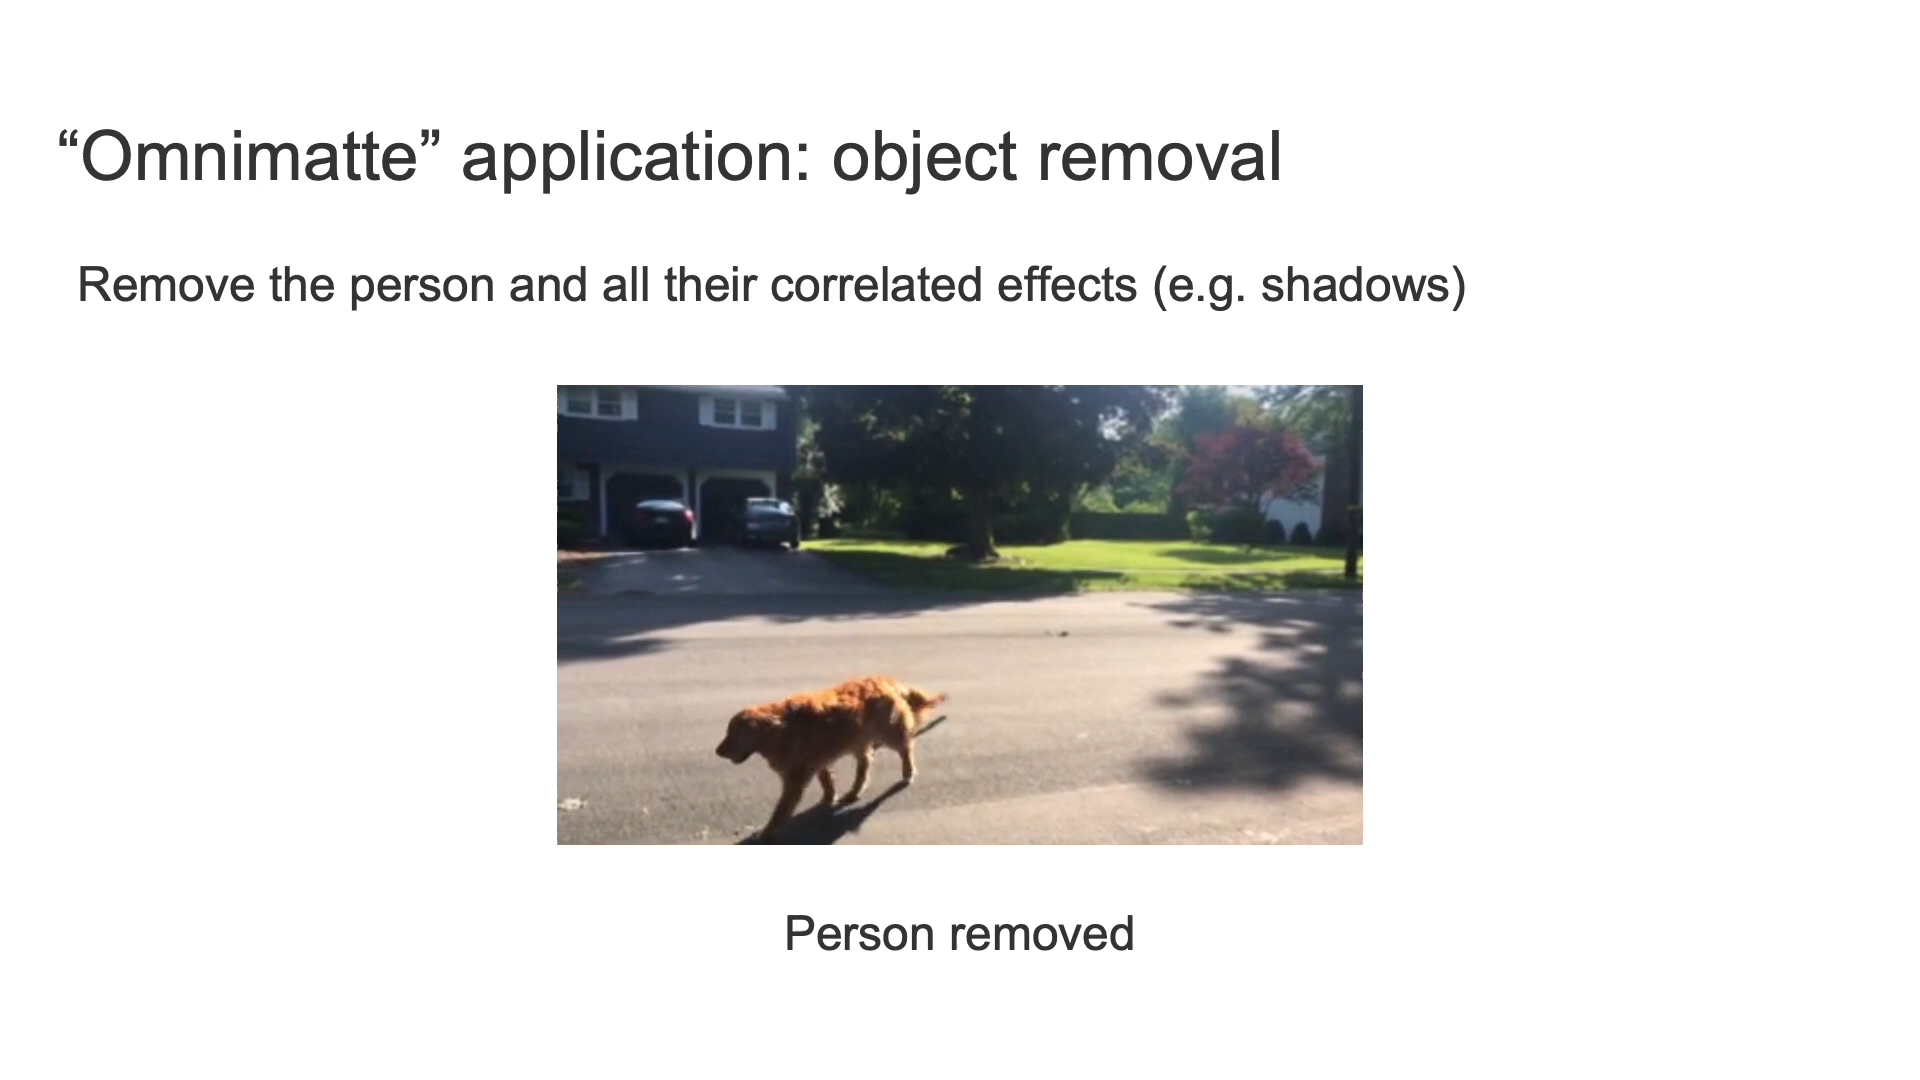 “Omnimatte” application: object removal
Remove the person and all their correlated effects (e.g. shadows)
Person removed